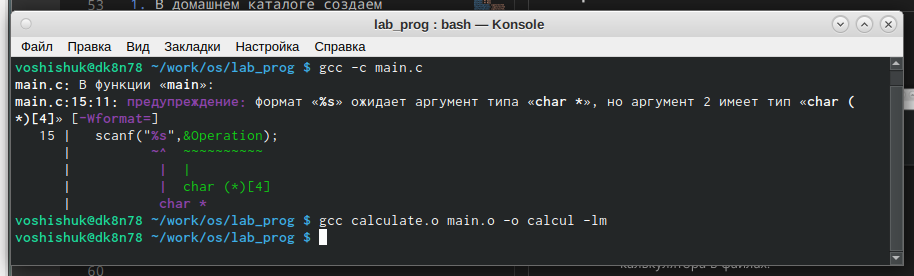 53 1. В домашнем каталоге создаем
lab_prog : bash — Konsole
Файл Правка Вид Закладки Настройка Справка
voshishuk@dk8n78 ~/work/os/lab_prog $ gcc -c main.c
main.c: В функции «main»:
main.c:15:11: предупреждение: формат «%s» ожидает аргумент типа «char *», но аргумент 2 имеет тип «char (
*)[4]» [-Wformat=]
15 | scanf("%s",&Operation);
| ~^ ~~~~~~~~~~
| | |
| | char (*)[4]
| char *
voshishuk@dk8n78 ~/work/os/lab_prog $ gcc calculate.o main.o -o calcul -lm
voshishuk@dk8n78 ~/work/os/lab_prog $
60
калькулятора в файлах: